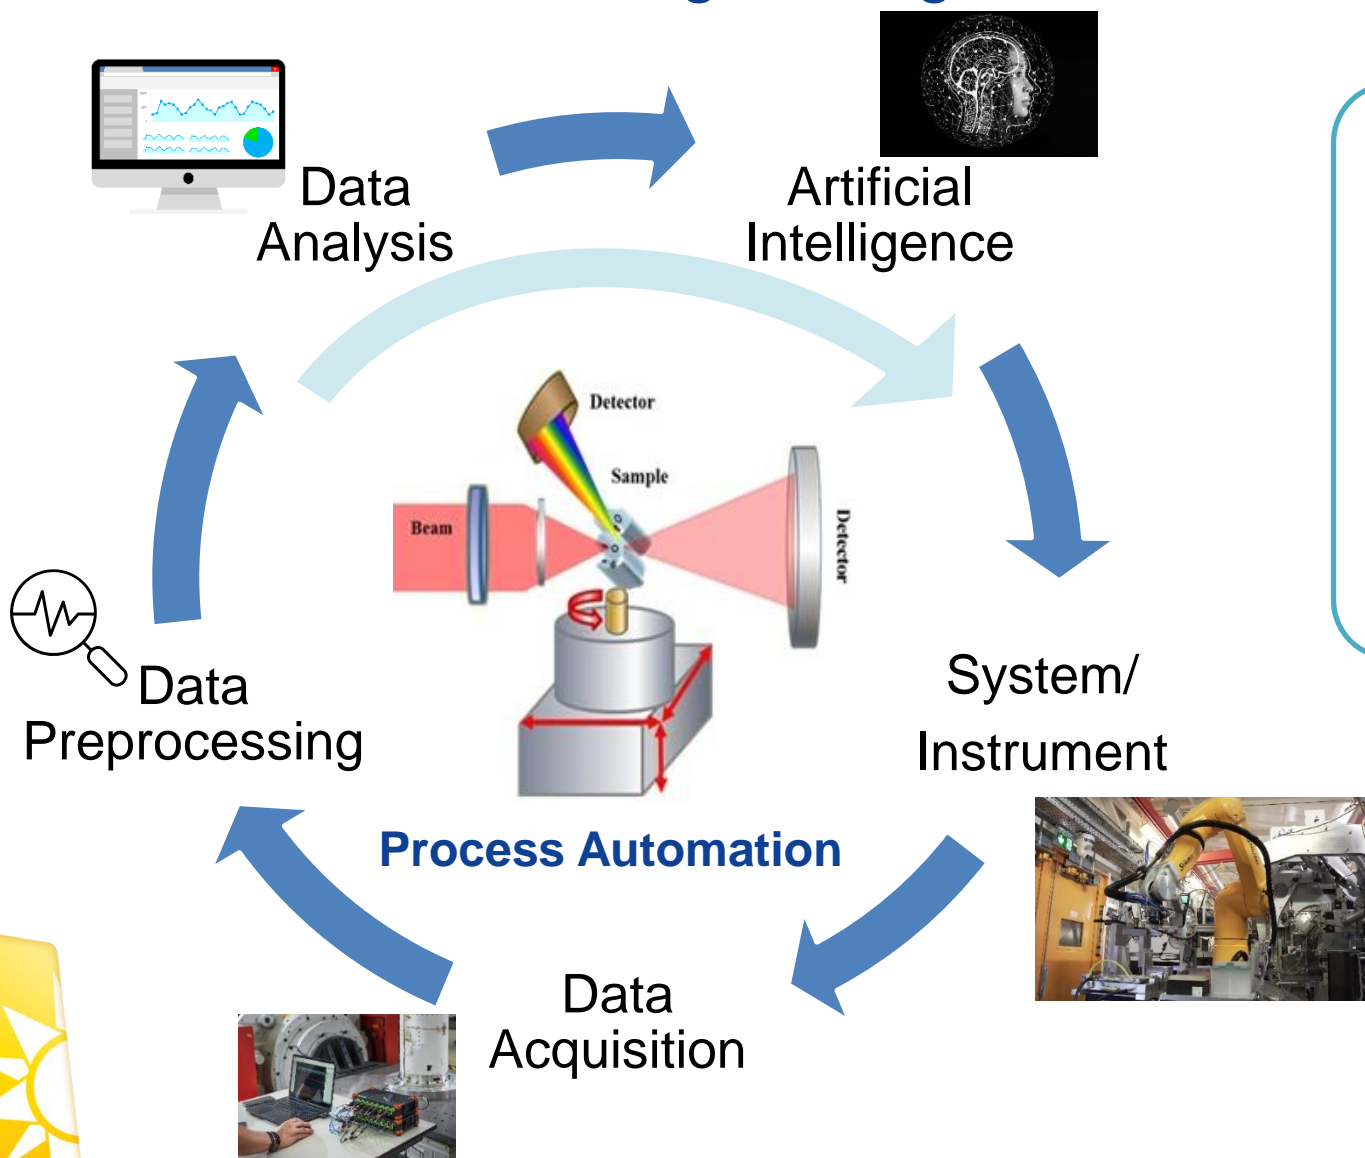 Data
Analysis
Artificial
Intelligence
Detector
Sample
Beam
Detector
Data
Preprocessing
System/
Instrument
Process Automation
Data
Acquisition